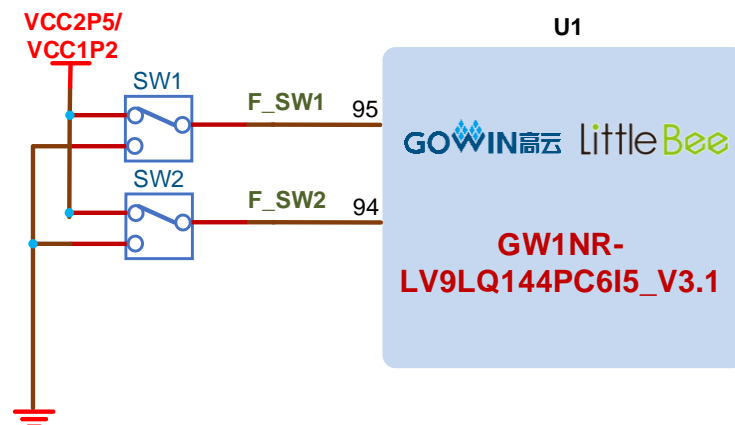 VCC2P5/
VCC1P2
U1
SW1
F_SW1
95
GOWIN高云 LittleBee
SW2
F_SW2
94
GW1NR-
LV9LQ144PC6I5_V3.1